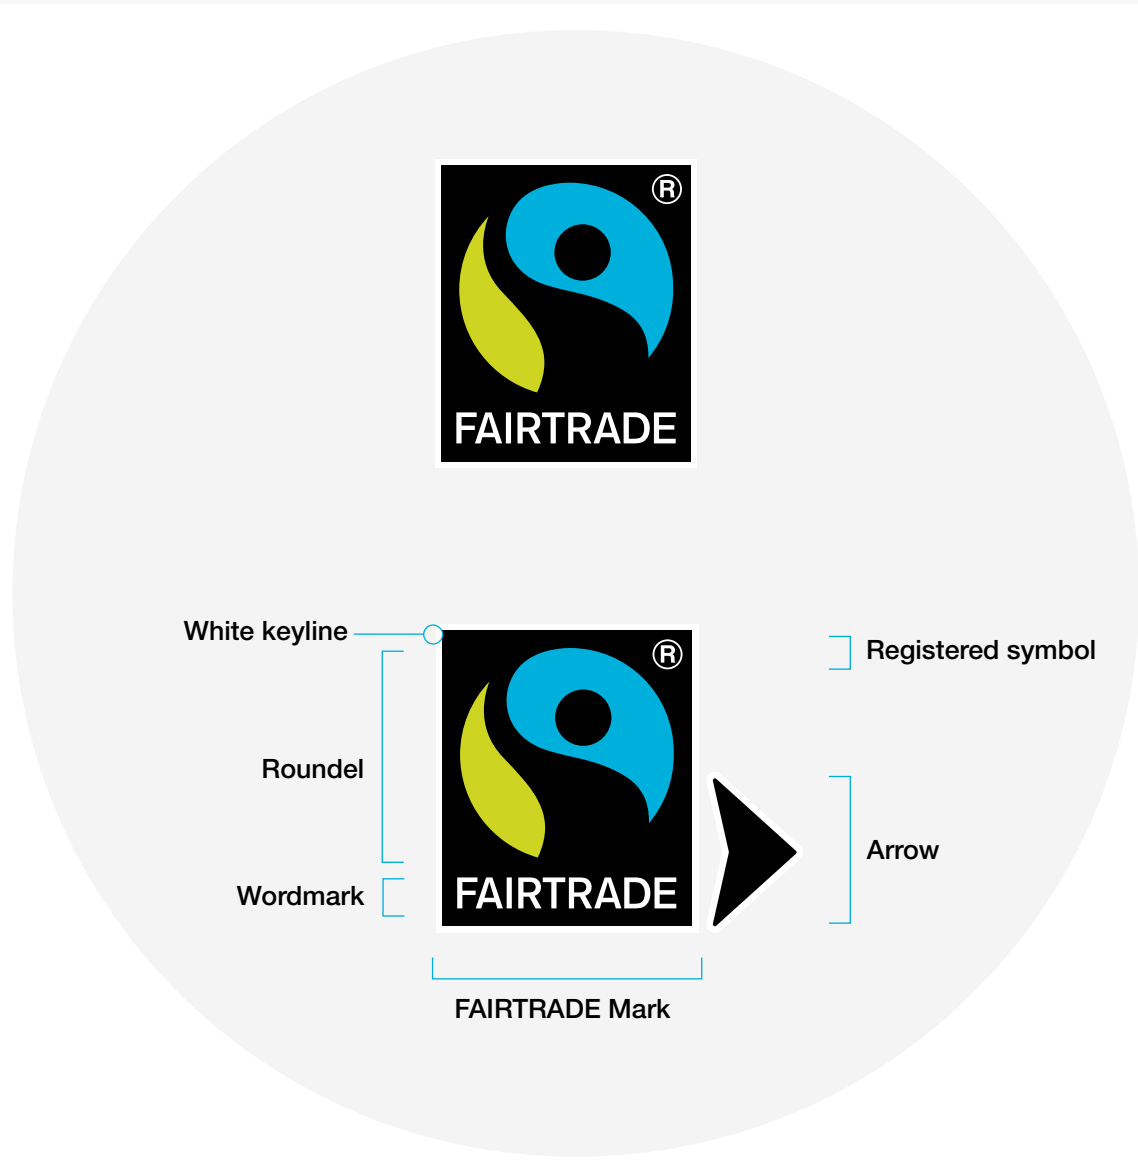 ®
FAIRTRADE
White keyline
®
Registered symbol
Roundel
Arrow
FAIRTRADE
Wordmark
FAIRTRADE Mark